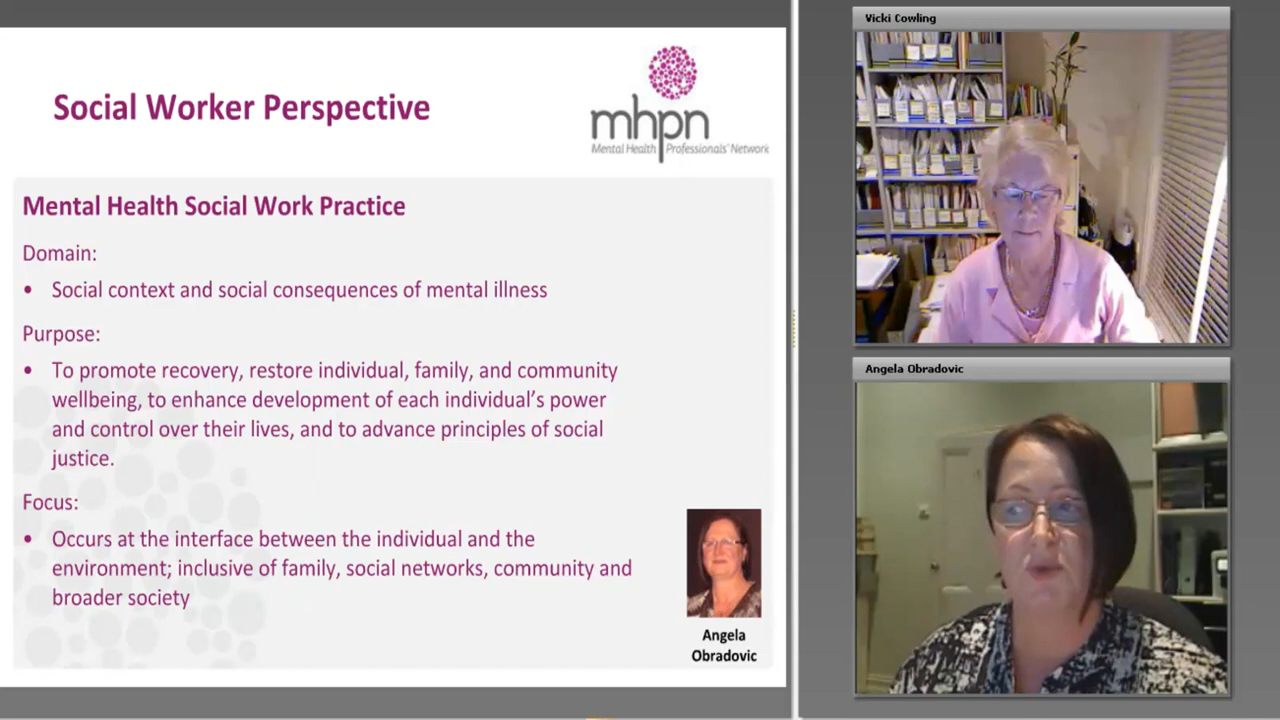 Social Worker Perspective
mhpn
Mental Health Professionals' Network
Mental Health Social Work Practice
Domain:
• Social context and social consequences of mental illness
Purpose:
• To promote recovery, restore individual, family, and community
wellbeing, to enhance development of each individual's power
and control over their lives, and to advance principles of social
justice.
Focus:
• Occurs at the interface between the individual and the
environment; inclusive of family, social networks, community and
broader society
Angela
Obradovic
Vicki Cowling
Angela Obradovic